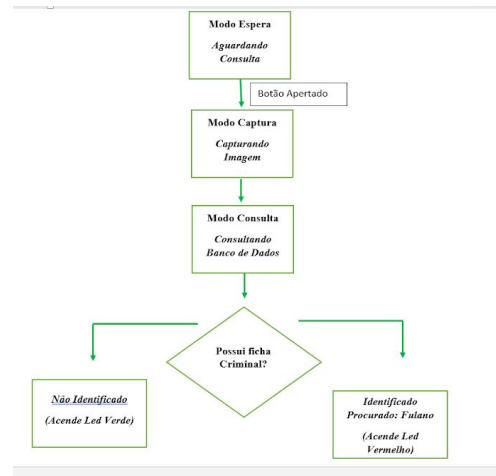 Modo Espera
Aguardando
Consulta
Botão Apertado
Modo Captura
Capturando
Imagem
Modo Consulta
Consultando
Banco de Dados
Possui ficha
Criminal?
Não Identificado
(Acende Led Verde)
Identificado
Procurado: Fulano
(Acende Led
Vermelho)